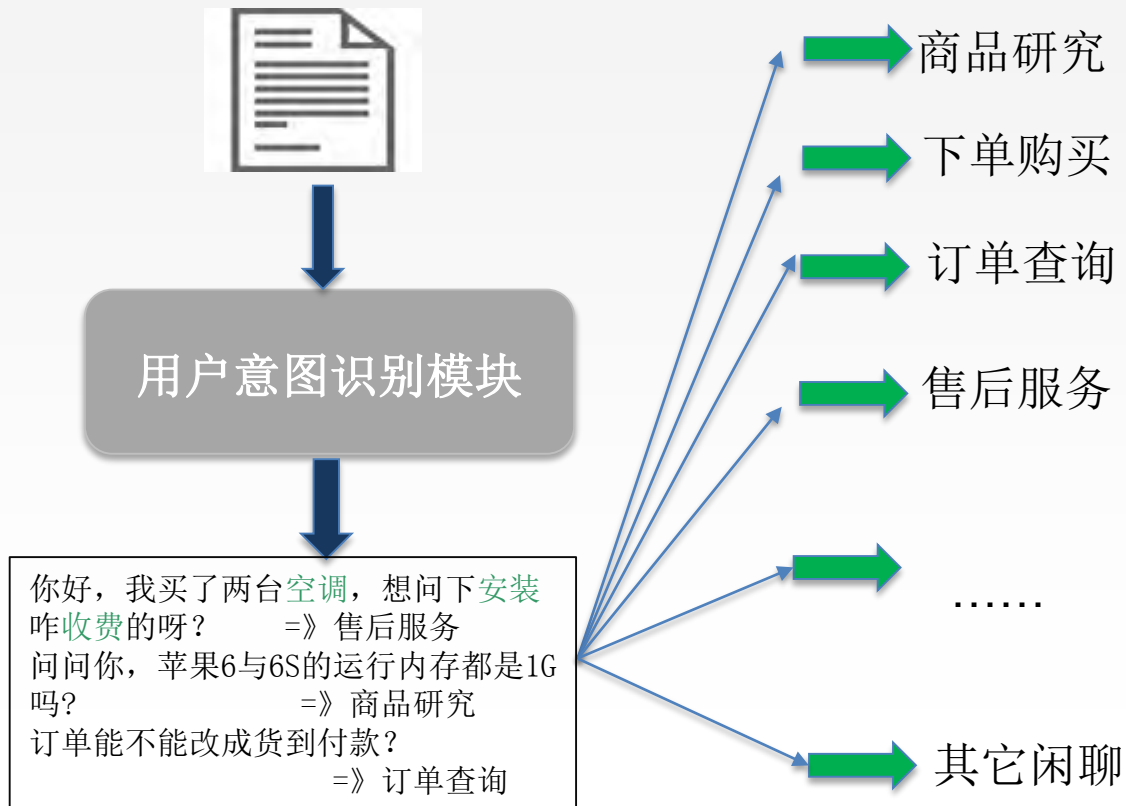 商品研究
下单购买
订单查询
售后服务
......
其它闲聊
用户意图识别模块
你好，我买了两台空调，想问下安装
咋收费的呀？ =》售后服务
问问你，苹果6与6S的运行内存都是1G
吗? =》商品研究
订单能不能改成货到付款？
=》订单查询